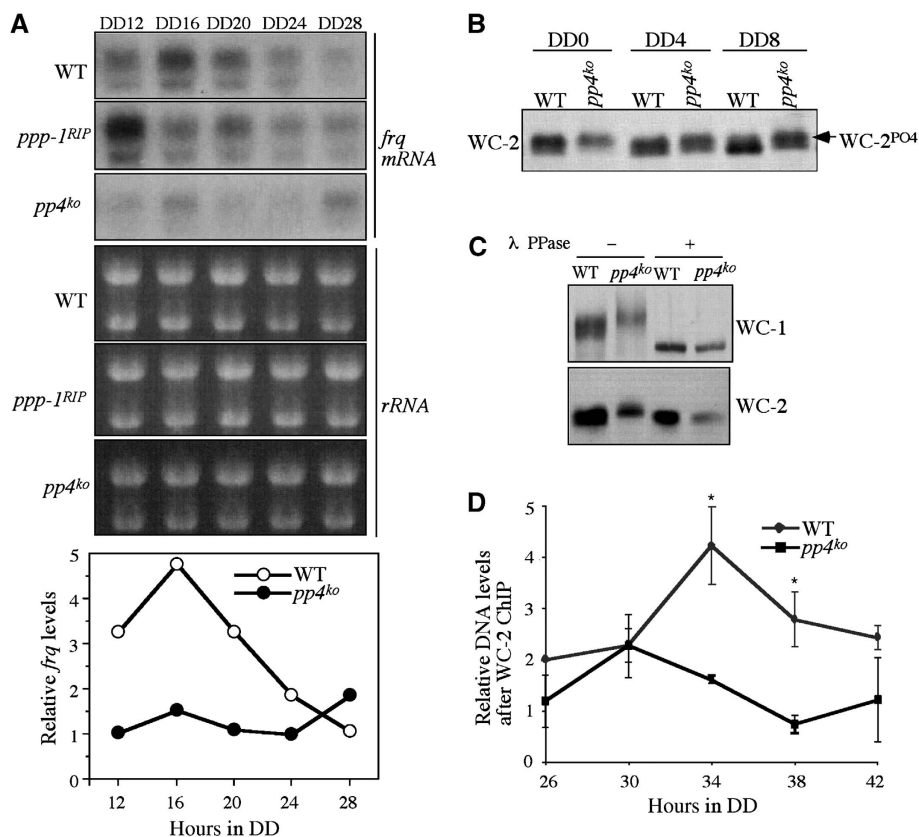 A
DD12 DD16 DD20 DD24 DD28
WT
ppp-1RIP
pp4ko
frq
mRNA
WT
ppp-1RIP
pp4ko
rRNA
5
4
3
2
1
0
Relative frq levels
WT
pp4ko
12 16 20 24 28
Hours in DD
B
DD0 DD4 DD8
WT pp4ko WT pp4ko WT pp4ko
WC-2
WC-2PO4
C
λ PPase − +
WT pp4ko WT pp4ko
WC-1
WC-2
D
5
4
3
2
1
0
Relative DNA levels
after WC-2 ChIP
*
*
WT
pp4ko
26 30 34 38 42
Hours in DD